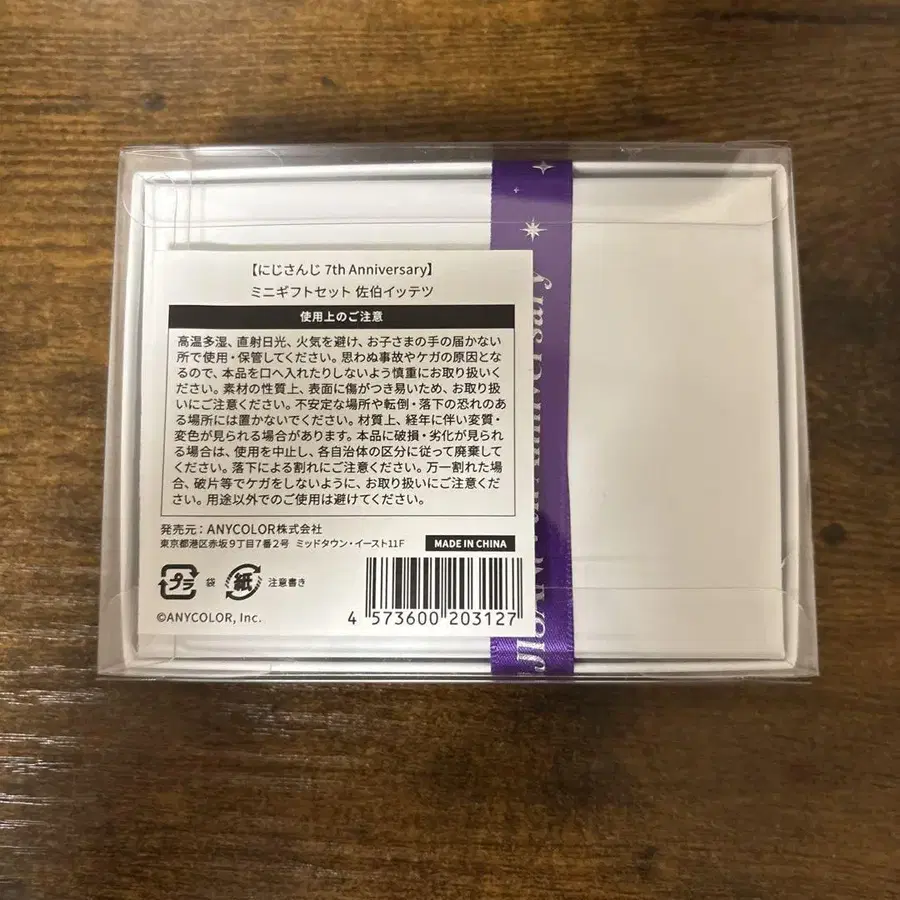 【にじさんじ 7th Anniversary】
ミニギフトセット 佐伯イッテツ
使用上のご注意
高温多湿、直射日光、火気を避け、お子さまの手の届かない
所で使用・保管してください。思わぬ事故やケガの原因とな
るので、本品を口へ入れたりしないよう慎重にお取り扱いく
ださい。素材の性質上、表面に傷がつき易いため、お取り扱
いにご注意ください。不安定な場所や転倒・落下の恐れのあ
る場所には置かないでください。材質上、経年に伴い変質・
変色が見られる場合があります。本品に破損・劣化が見られ
る場合は、使用を中止し、各自治体の区分に従って廃棄して
ください。落下による割れにご注意ください。万一割れた場
合、破片等でケガをしないように、お取り扱いにご注意くだ
さい。用途以外でのご使用は避けてください。
発売元：ANYCOLOR株式会社
東京都港区赤坂9丁目7番2号 ミッドタウン・イースト11F
MADE IN CHINA
プラ 袋 紙 注意書き
©ANYCOLOR, Inc.
4 573600 203127
Anniversary